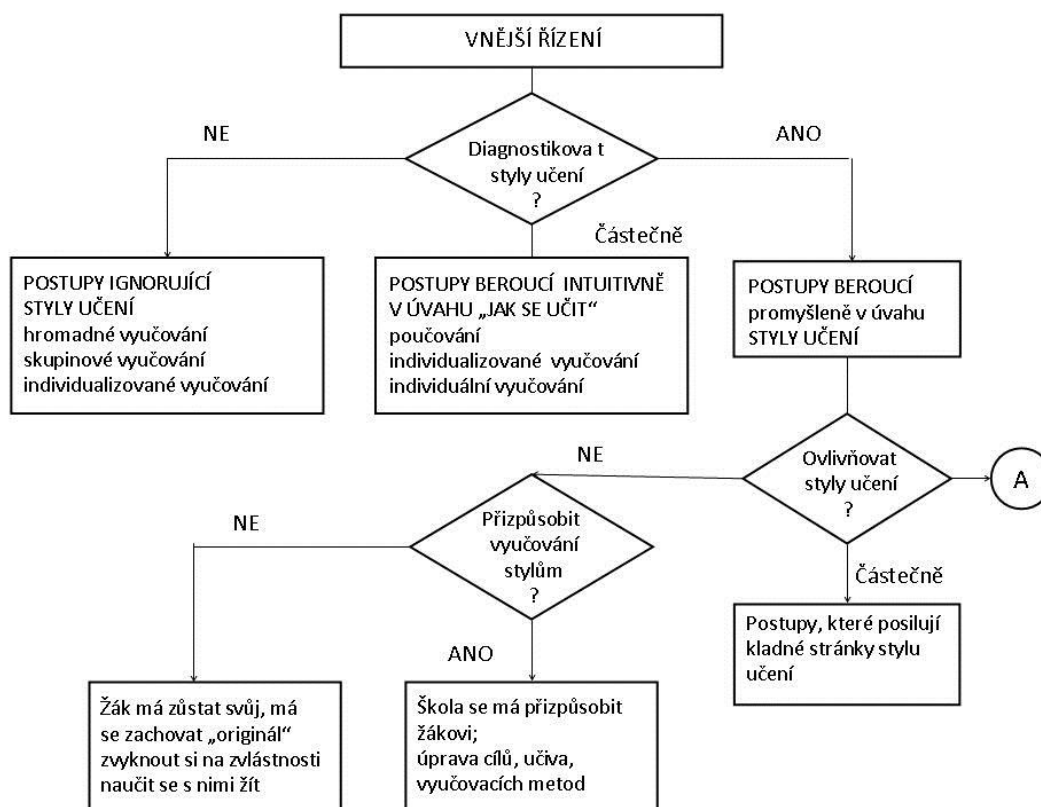 VNĚJŠÍ ŘÍZENÍ
NE
ANO
Diagnostikova t
styly učení
?
Částečně
POSTUPY IGNORUJÍCÍ
STYLY UČENÍ
hromadné vyučování
skupinové vyučování
individualizované vyučování
POSTUPY BEROUCÍ INTUITIVNĚ
V ÚVAHU „JAK SE UČIT“
poučování
individualizované vyučování
individuální vyučování
POSTUPY BEROUCÍ
promyšleně v úvahu
STYLY UČENÍ
NE
Ovlivňovat
styly učení
?
A
NE
Přizpůsobit
vyučování
stylům
?
Částečně
ANO
Postupy, které posilují
kladné stránky stylu
učení
Žák má zůstat svůj, má
se zachovat „originál“
zvyknout si na zvlástnosti
naučit se s nimi žít
Škola se má přizpůsobit
žákovi;
úprava cílů, učiva,
vyučovacích metod